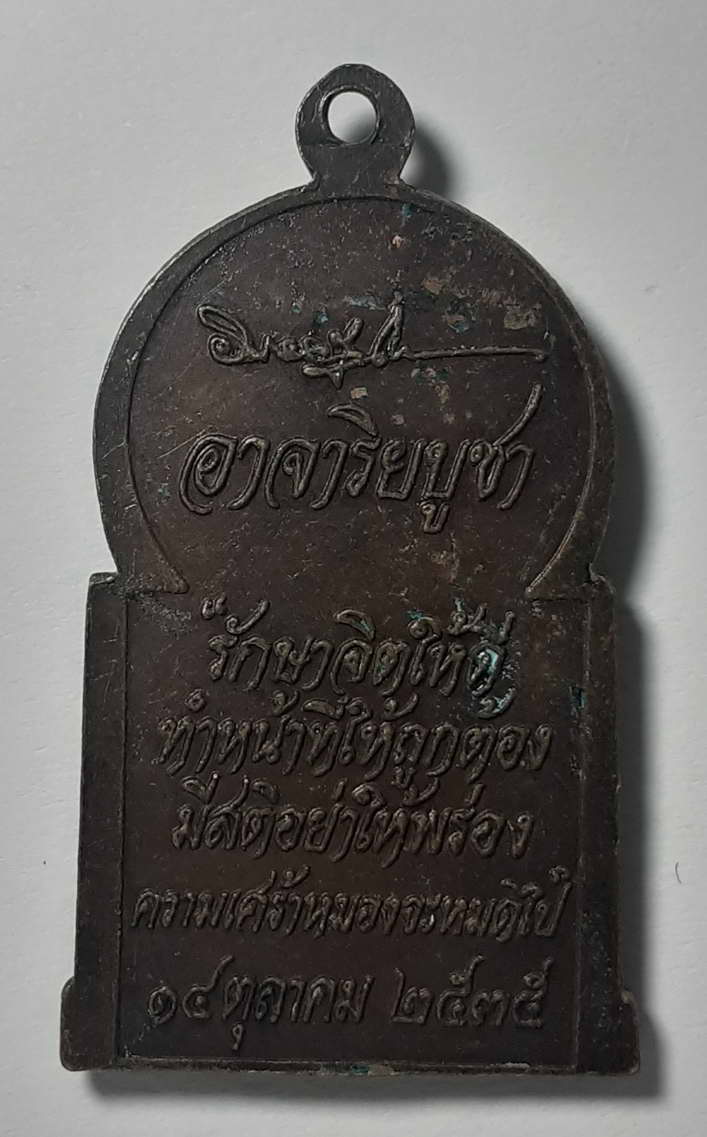 อาจาริยบูชา
"รักษาจิตให้ดี
ทำหน้าที่ให้ถูกต้อง
มีสติอย่าให้พร่อง
ความเศร้าหมองจะหมดไป"
๑๔ ตุลาคม ๒๕๓๕